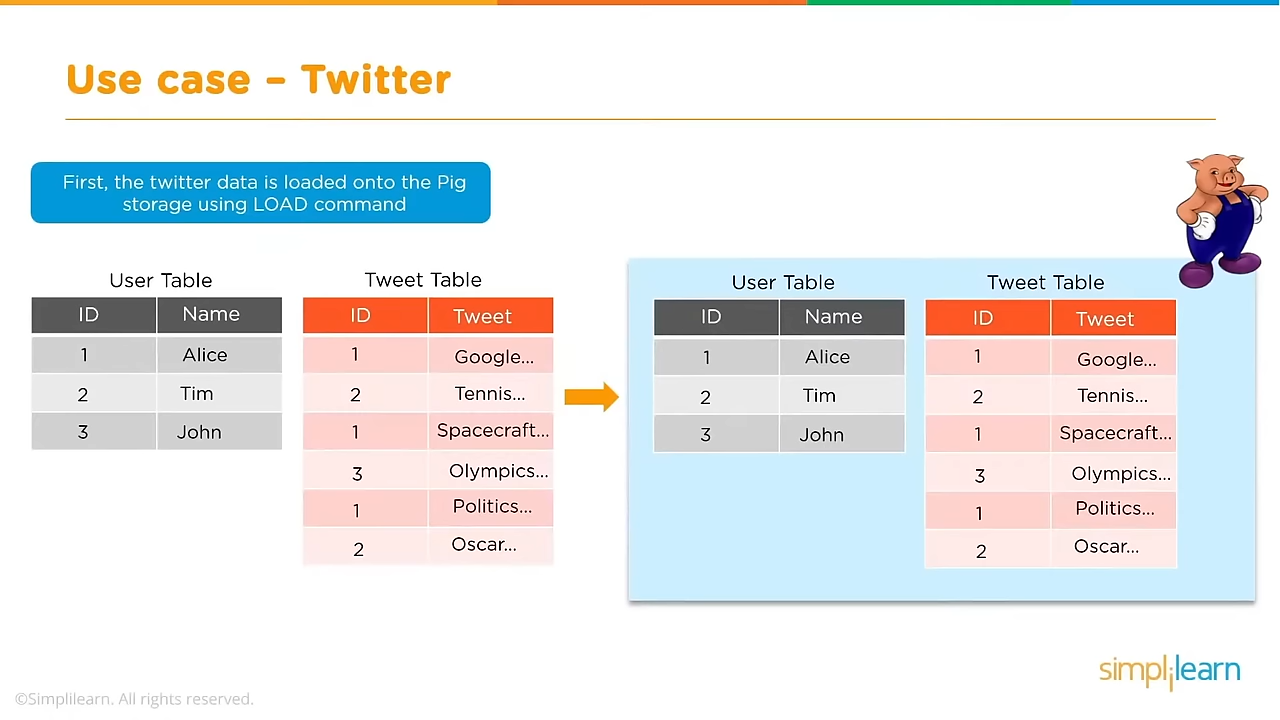 Use case – Twitter
First, the twitter data is loaded onto the Pig
storage using LOAD command
User Table
ID Name
1 Alice
2 Tim
3 John
Tweet Table
ID Tweet
1 Google...
2 Tennis...
1 Spacecraft...
3 Olympics...
1 Politics...
2 Oscar...
User Table
ID Name
1 Alice
2 Tim
3 John
Tweet Table
ID Tweet
1 Google...
2 Tennis...
1 Spacecraft...
3 Olympics...
1 Politics...
2 Oscar...
simplilearn
©Simplilearn. All rights reserved.